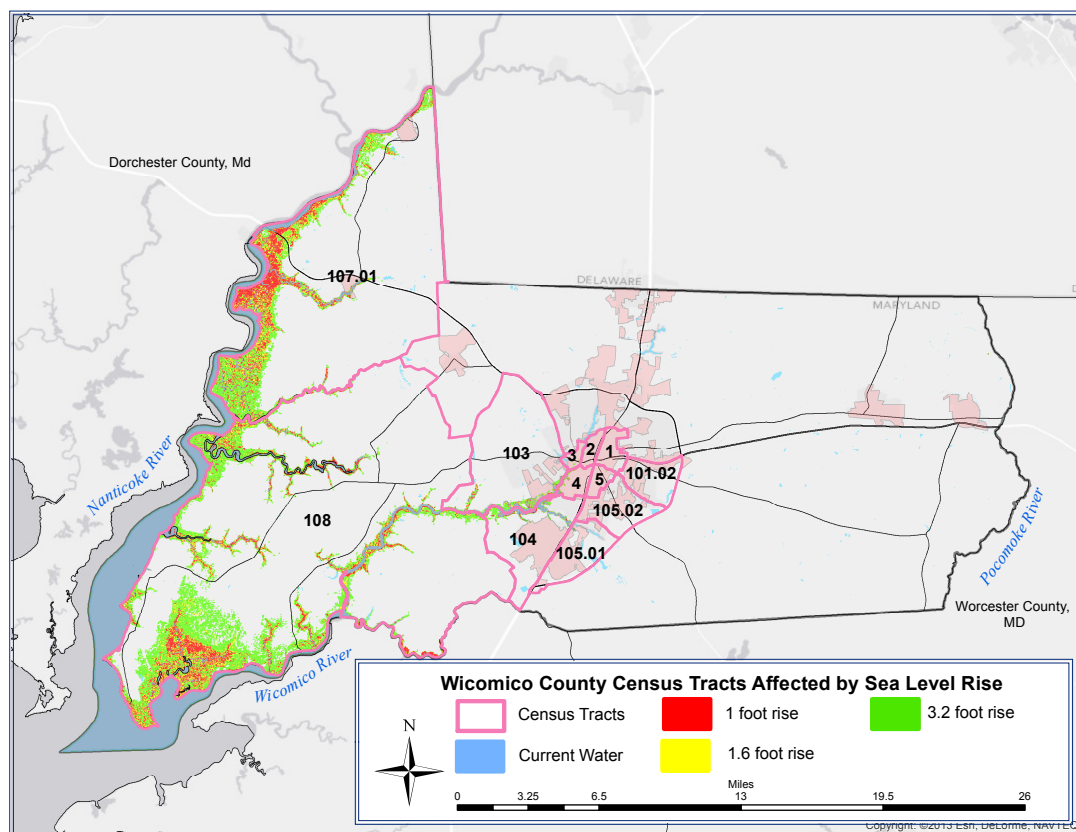 Dorchester County, Md
107.01
DELAWARE
MARYLAND
D
Nanticoke River
103
3
2
1
4
5
101.02
108
105.02
104
105.01
Pocomoke River
Worcester County,
MD
Wicomico River
Wicomico County Census Tracts Affected by Sea Level Rise
Census Tracts
1 foot rise
3.2 foot rise
Current Water
1.6 foot rise
N
Miles
0
3.25
6.5
13
19.5
26
Copyright: ©2013 Esri, DeLorme, NAVTEQ